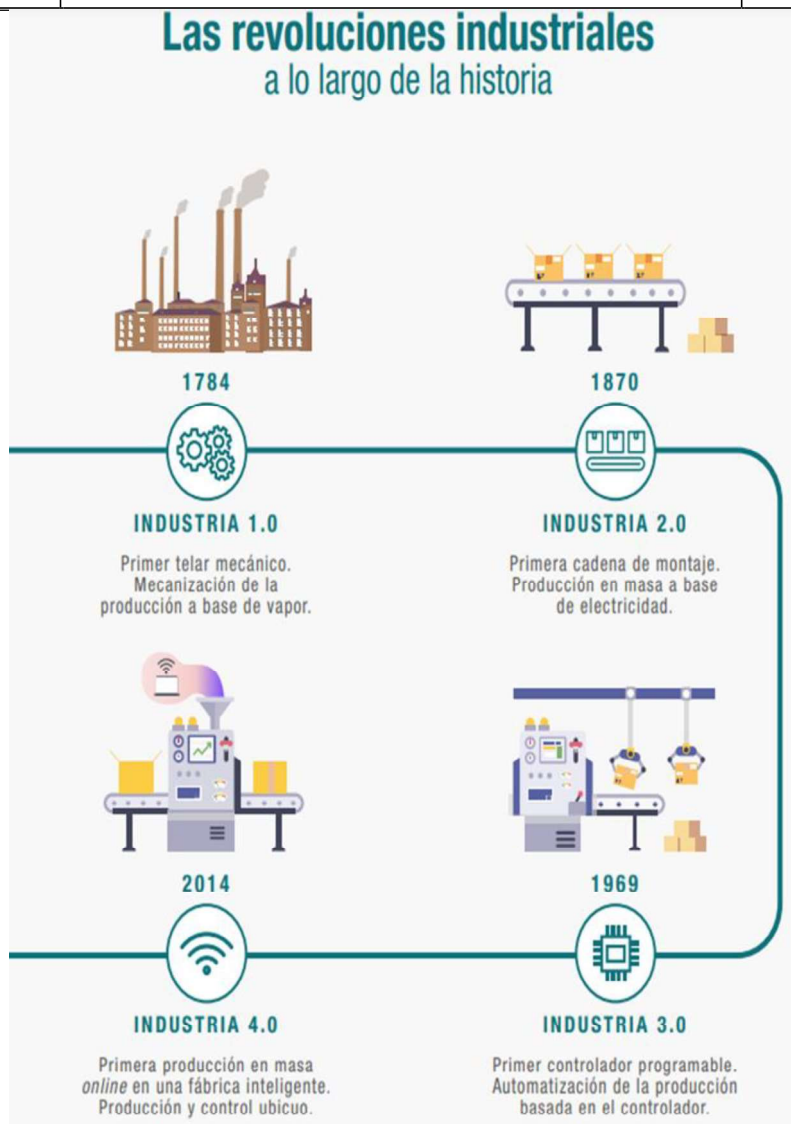 Las revoluciones industriales
a lo largo de la historia
1784
INDUSTRIA 1.0
Primer telar mecánico.
Mecanización de la
producción a base de vapor.
1870
INDUSTRIA 2.0
Primera cadena de montaje.
Producción en masa a base
de electricidad.
1969
INDUSTRIA 3.0
Primer controlador programable.
Automatización de la producción
basada en el controlador.
2014
INDUSTRIA 4.0
Primera producción en masa
online en una fábrica inteligente.
Producción y control ubicuo.